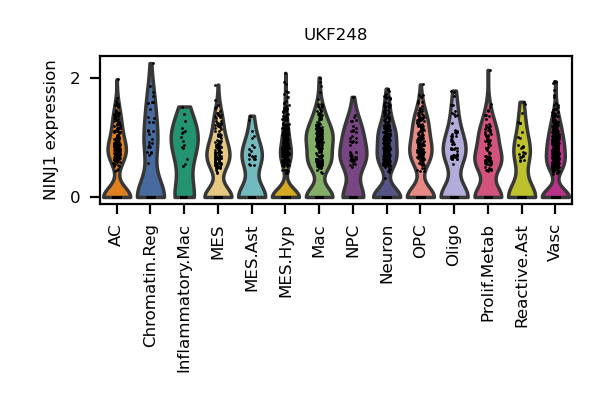 UKF248
NINJ1 expression
2
0
AC
Chromatin.Reg
Inflammatory.Mac
MES
MES.Ast
MES.Hyp
Mac
NPC
Neuron
OPC
Oligo
Prolif.Metab
Reactive.Ast
Vasc